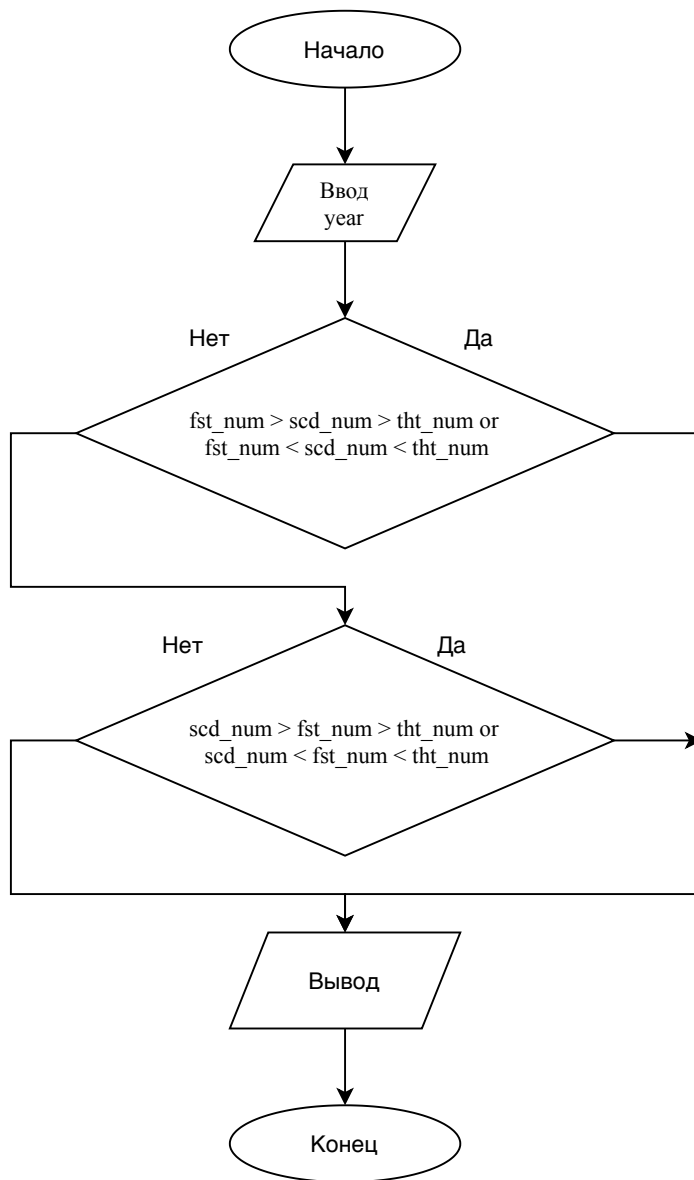 Начало
Ввод
year
Нет
Да
fst_num > scd_num > tht_num or
fst_num < scd_num < tht_num
Нет
Да
scd_num > fst_num > tht_num or
scd_num < fst_num < tht_num
Вывод
Конец